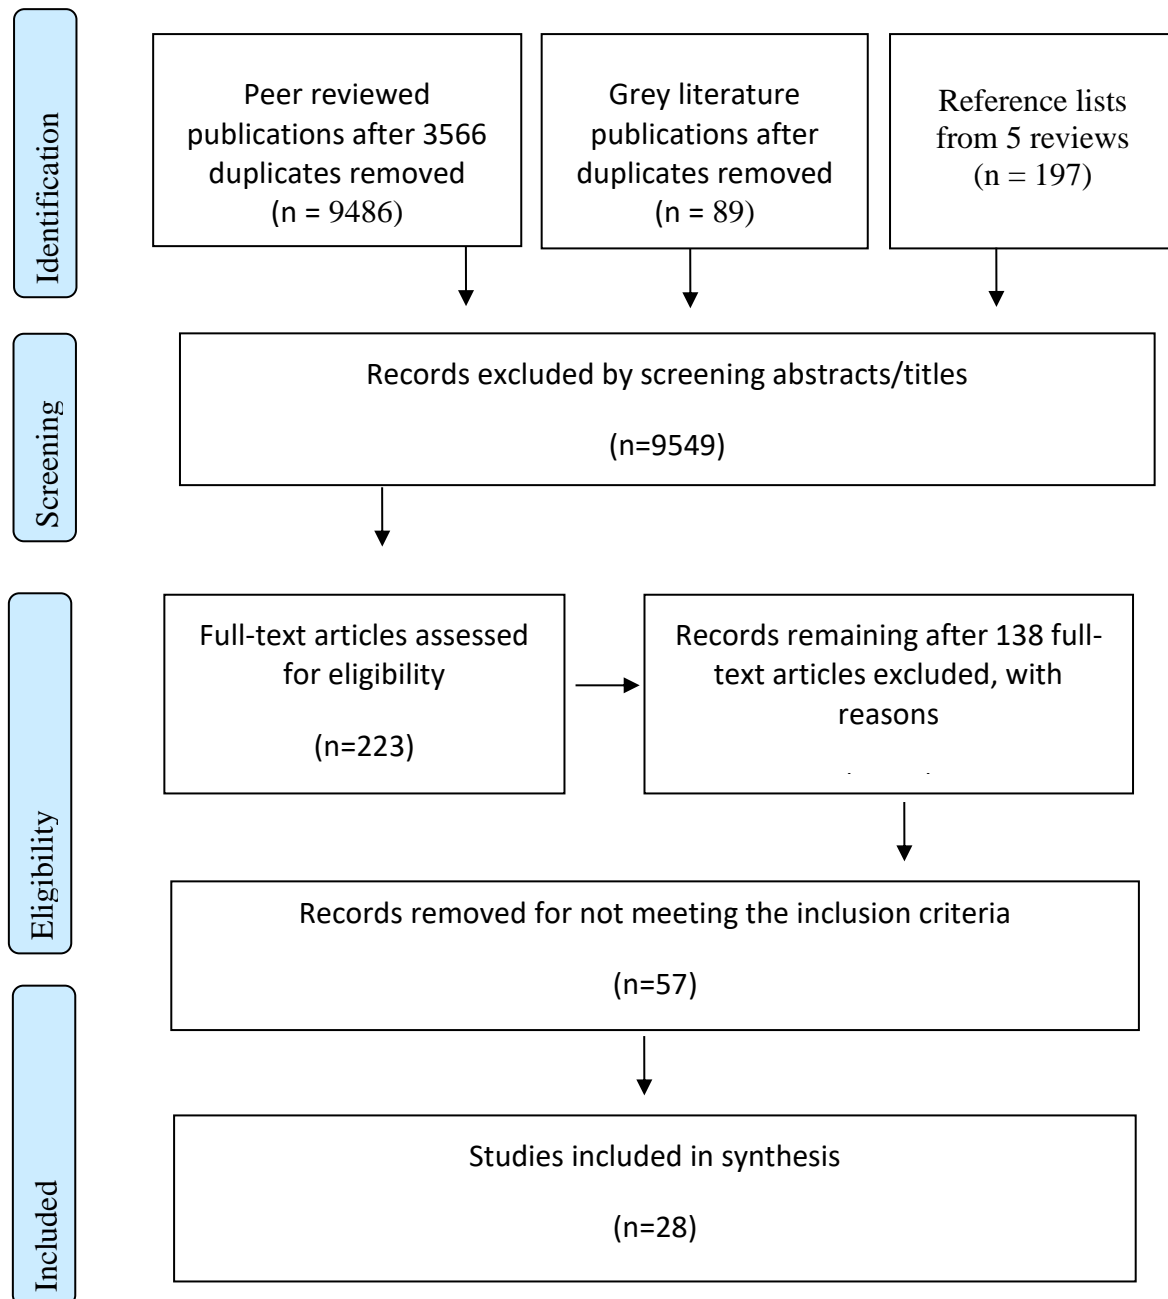 Identification
Peer reviewed
publications after 3566
duplicates removed
(n = 9486)
Grey literature
publications after
duplicates removed
(n = 89)
Reference lists
from 5 reviews
(n = 197)
Screening
Records excluded by screening abstracts/titles
(n=9549)
Eligibility
Full-text articles assessed
for eligibility
(n=223)
Records remaining after 138 full-
text articles excluded, with
reasons
Records removed for not meeting the inclusion criteria
(n=57)
Included
Studies included in synthesis
(n=28)